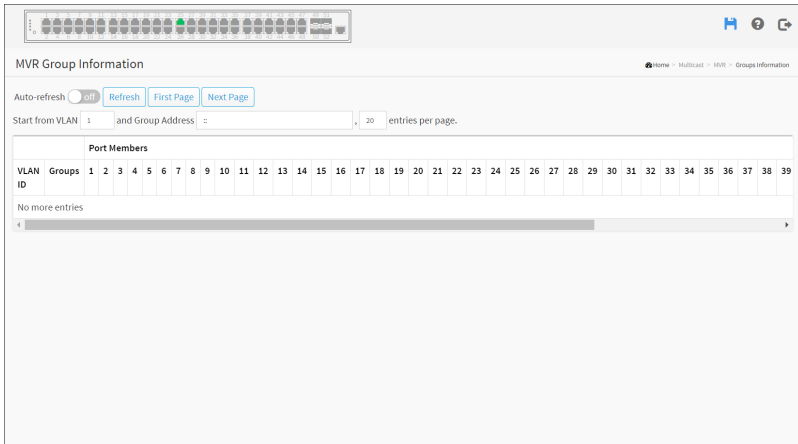 MVR Group Information
Home > Multicast > MVR > Groups Information
Auto-refresh off Refresh First Page Next Page
Start from VLAN 1 and Group Address :: , 20 entries per page.
Port Members
VLAN ID Groups 1 2 3 4 5 6 7 8 9 10 11 12 13 14 15 16 17 18 19 20 21 22 23 24 25 26 27 28 29 30 31 32 33 34 35 36 37 38 39
No more entries